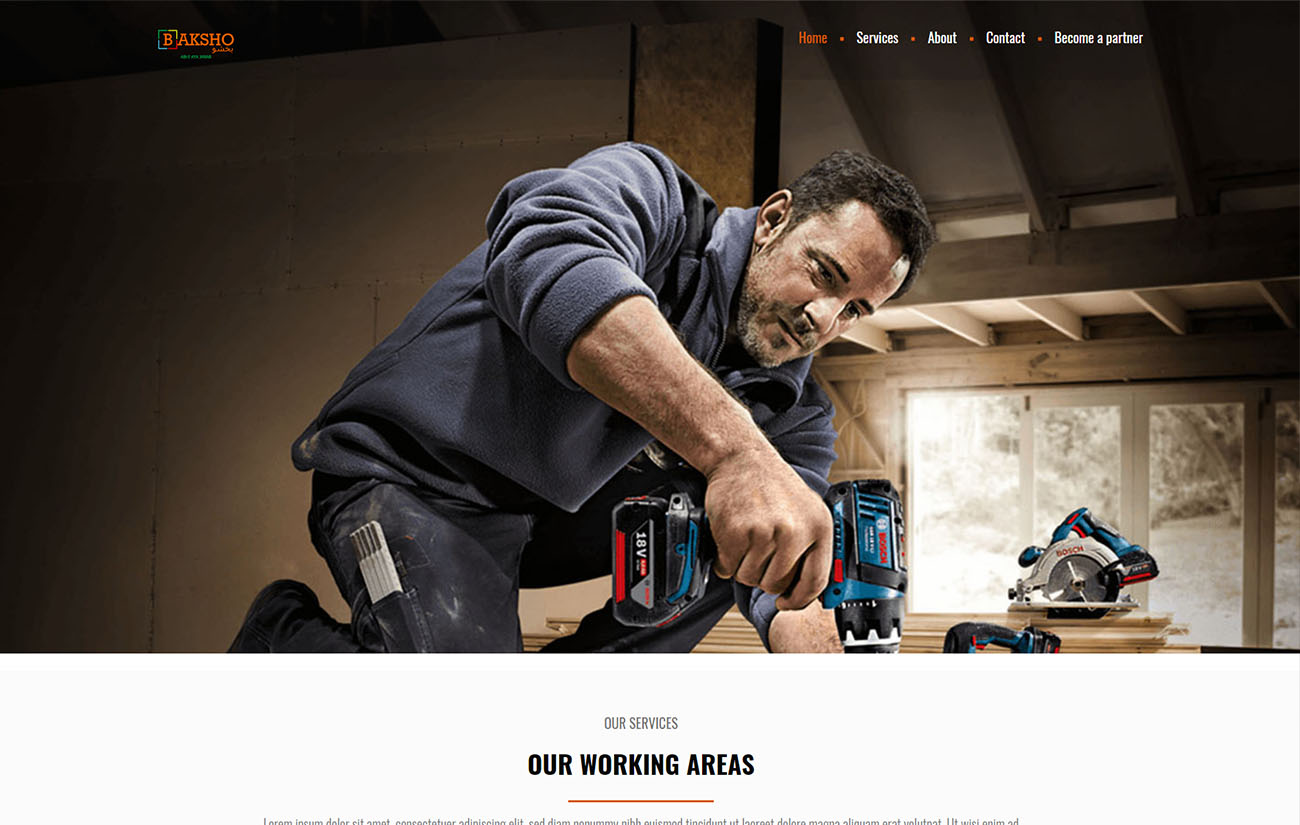 BAKSHO
بخشو
Home
Services
About
Contact
Become a partner
18V
BOSCH
BOSCH
OUR SERVICES
OUR WORKING AREAS
Lorem ipsum dolor sit amet, consectetuer adipiscing elit, sed diam nonummy nibh euismod tincidunt ut laoreet dolore magna aliquam erat volutpat. Ut wisi enim ad